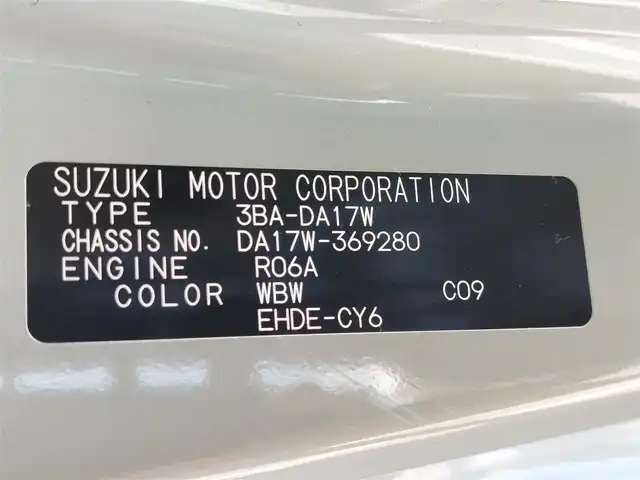 SUZUKI MOTOR CORPORATION
TYPE 3BA-DA17W
CHASSIS NO. DA17W-369280
ENGINE R06A
COLOR WBW C09
EHDE-CY6